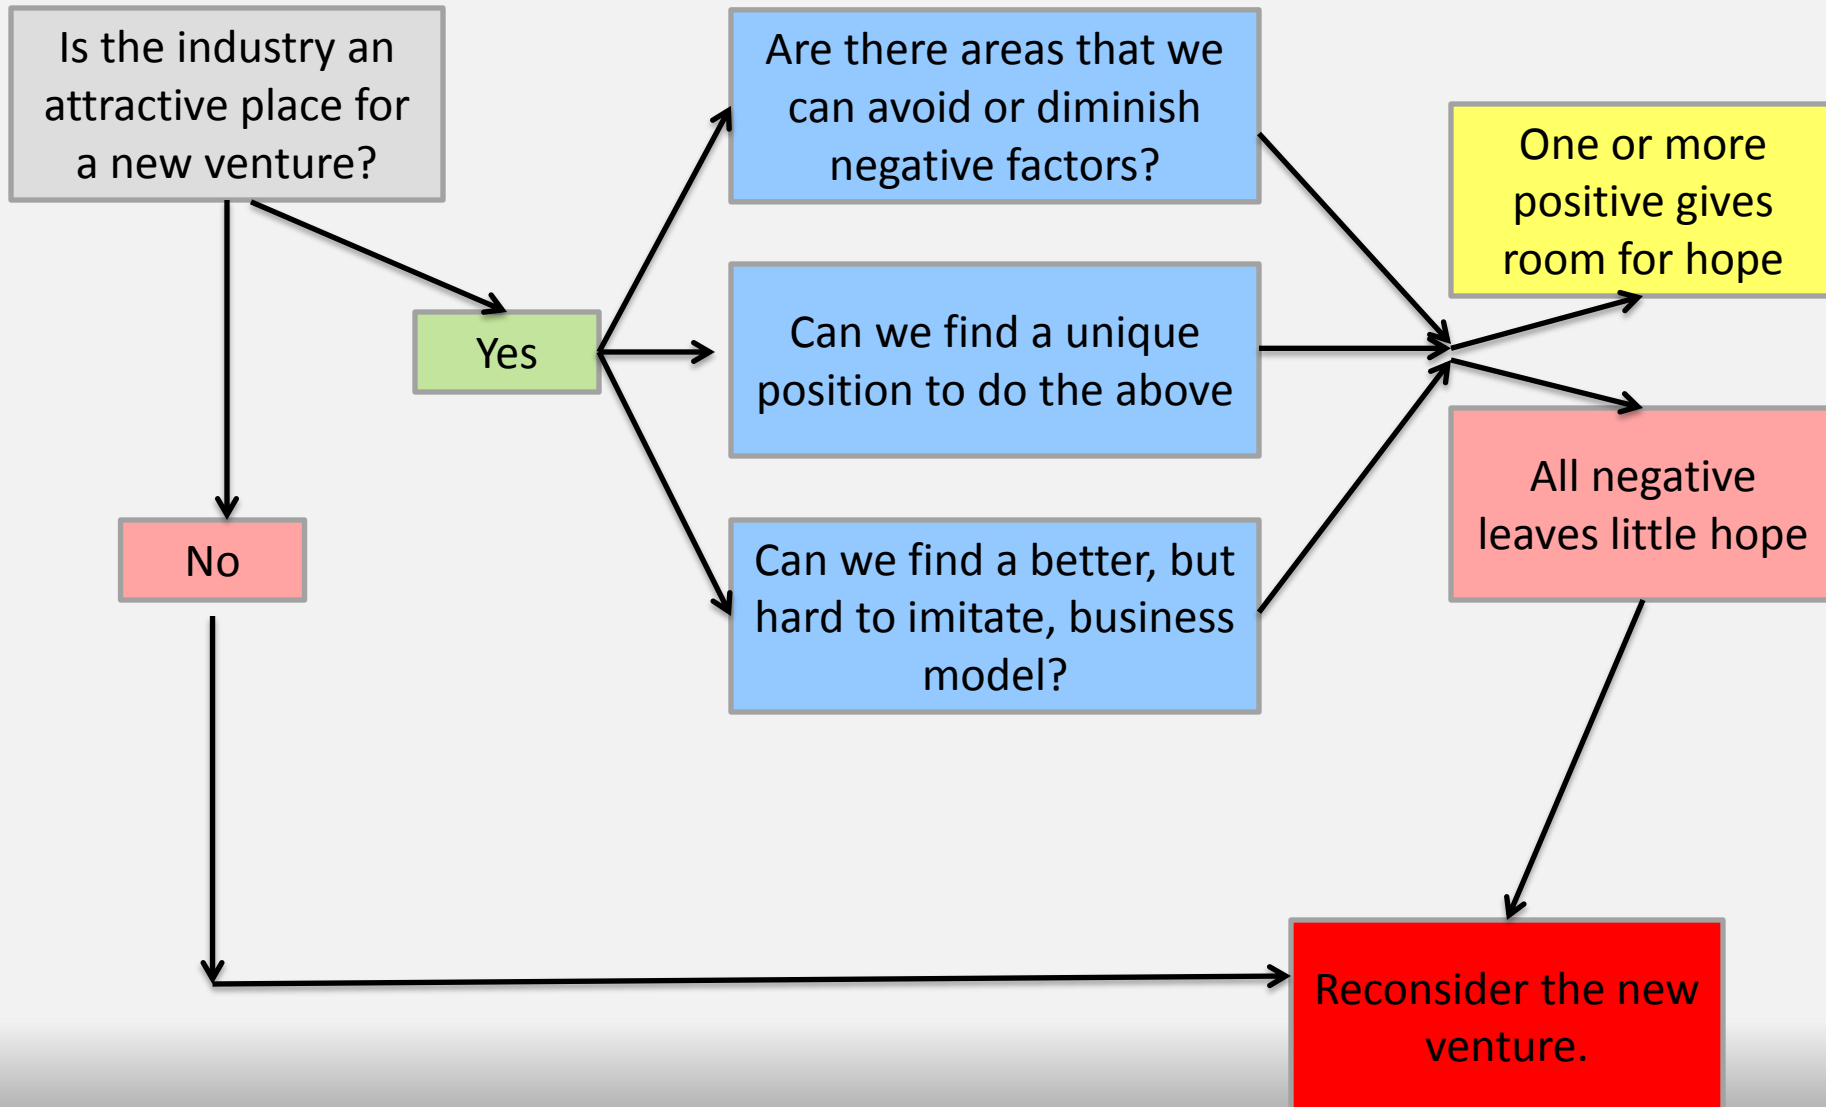 Is the industry an
attractive place for
a new venture?
Yes
No
Are there areas that we
can avoid or diminish
negative factors?
Can we find a unique
position to do the above
Can we find a better, but
hard to imitate, business
model?
One or more
positive gives
room for hope
All negative
leaves little hope
Reconsider the new
venture.